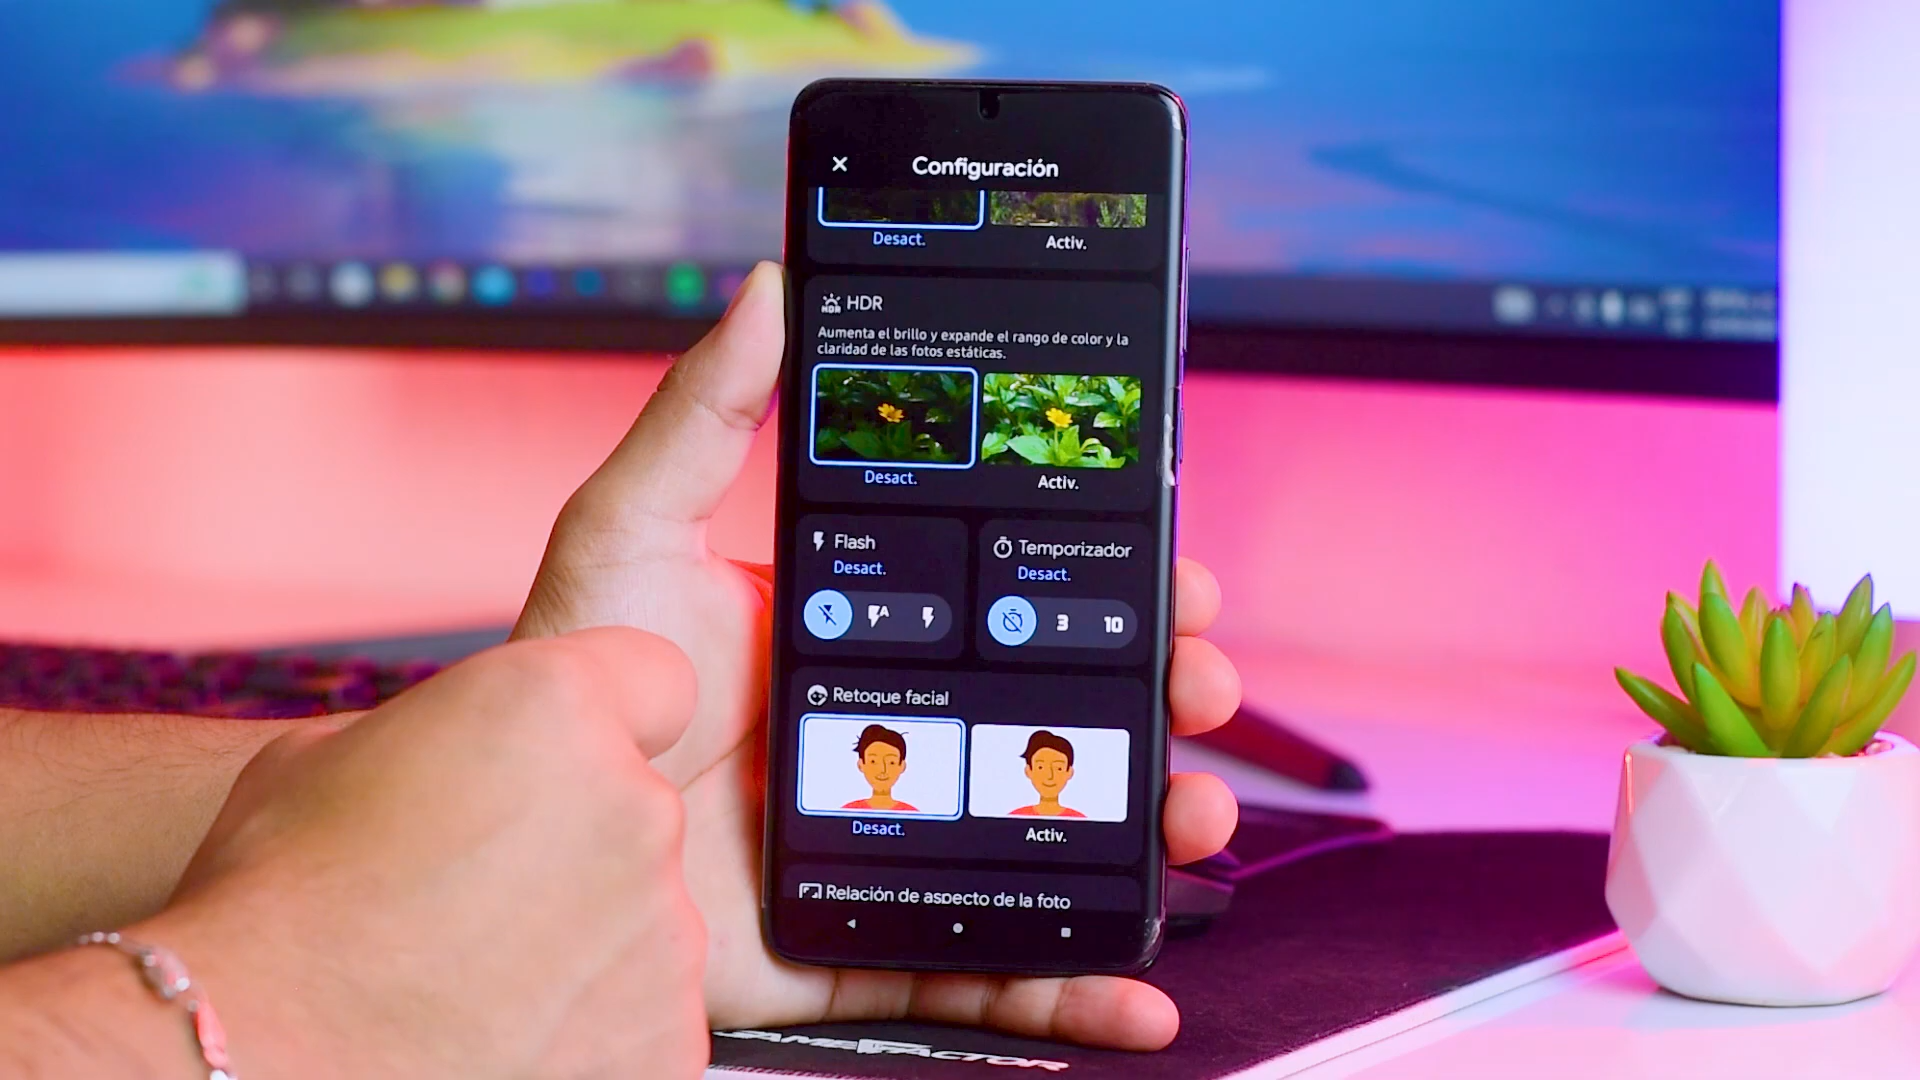 Configuración
Desact.
Activ.
HDR
Aumenta el brillo y expande el rango de color y la
claridad de las fotos estáticas.
Desact.
Activ.
Flash
Desact.
A
Temporizador
Desact.
3
10
Retoque facial
Desact.
Activ.
Relación de aspecto de la foto
GAMEFACTOR